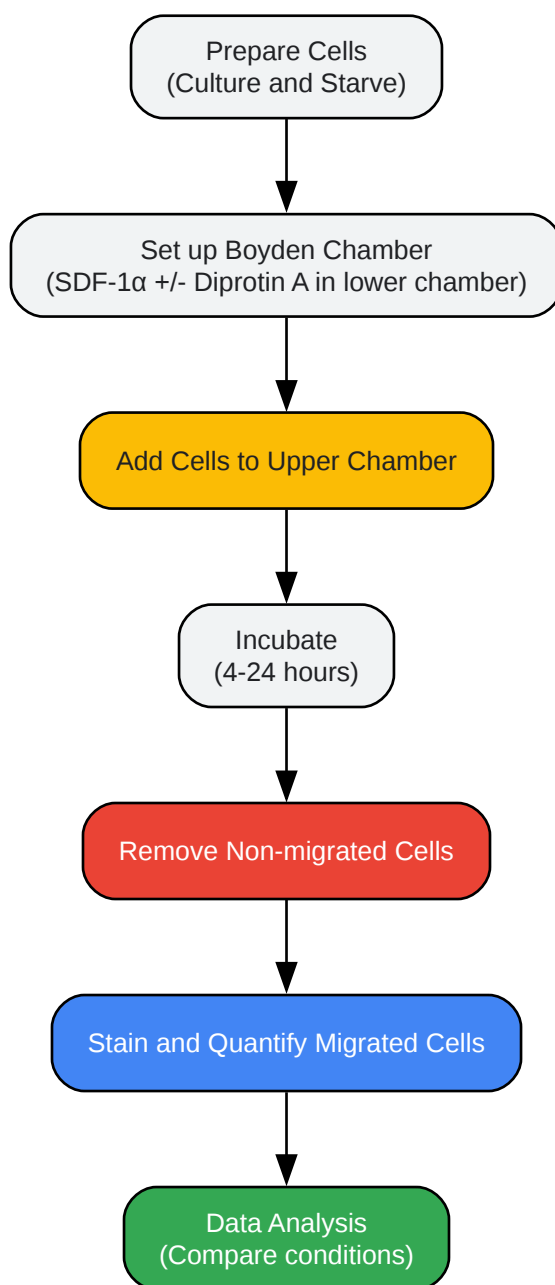 Prepare Cells
(Culture and Starve)
Set up Boyden Chamber
(SDF-1α +/- Diprotin A in lower chamber)
Add Cells to Upper Chamber
Incubate
(4-24 hours)
Remove Non-migrated Cells
Stain and Quantify Migrated Cells
Data Analysis
(Compare conditions)